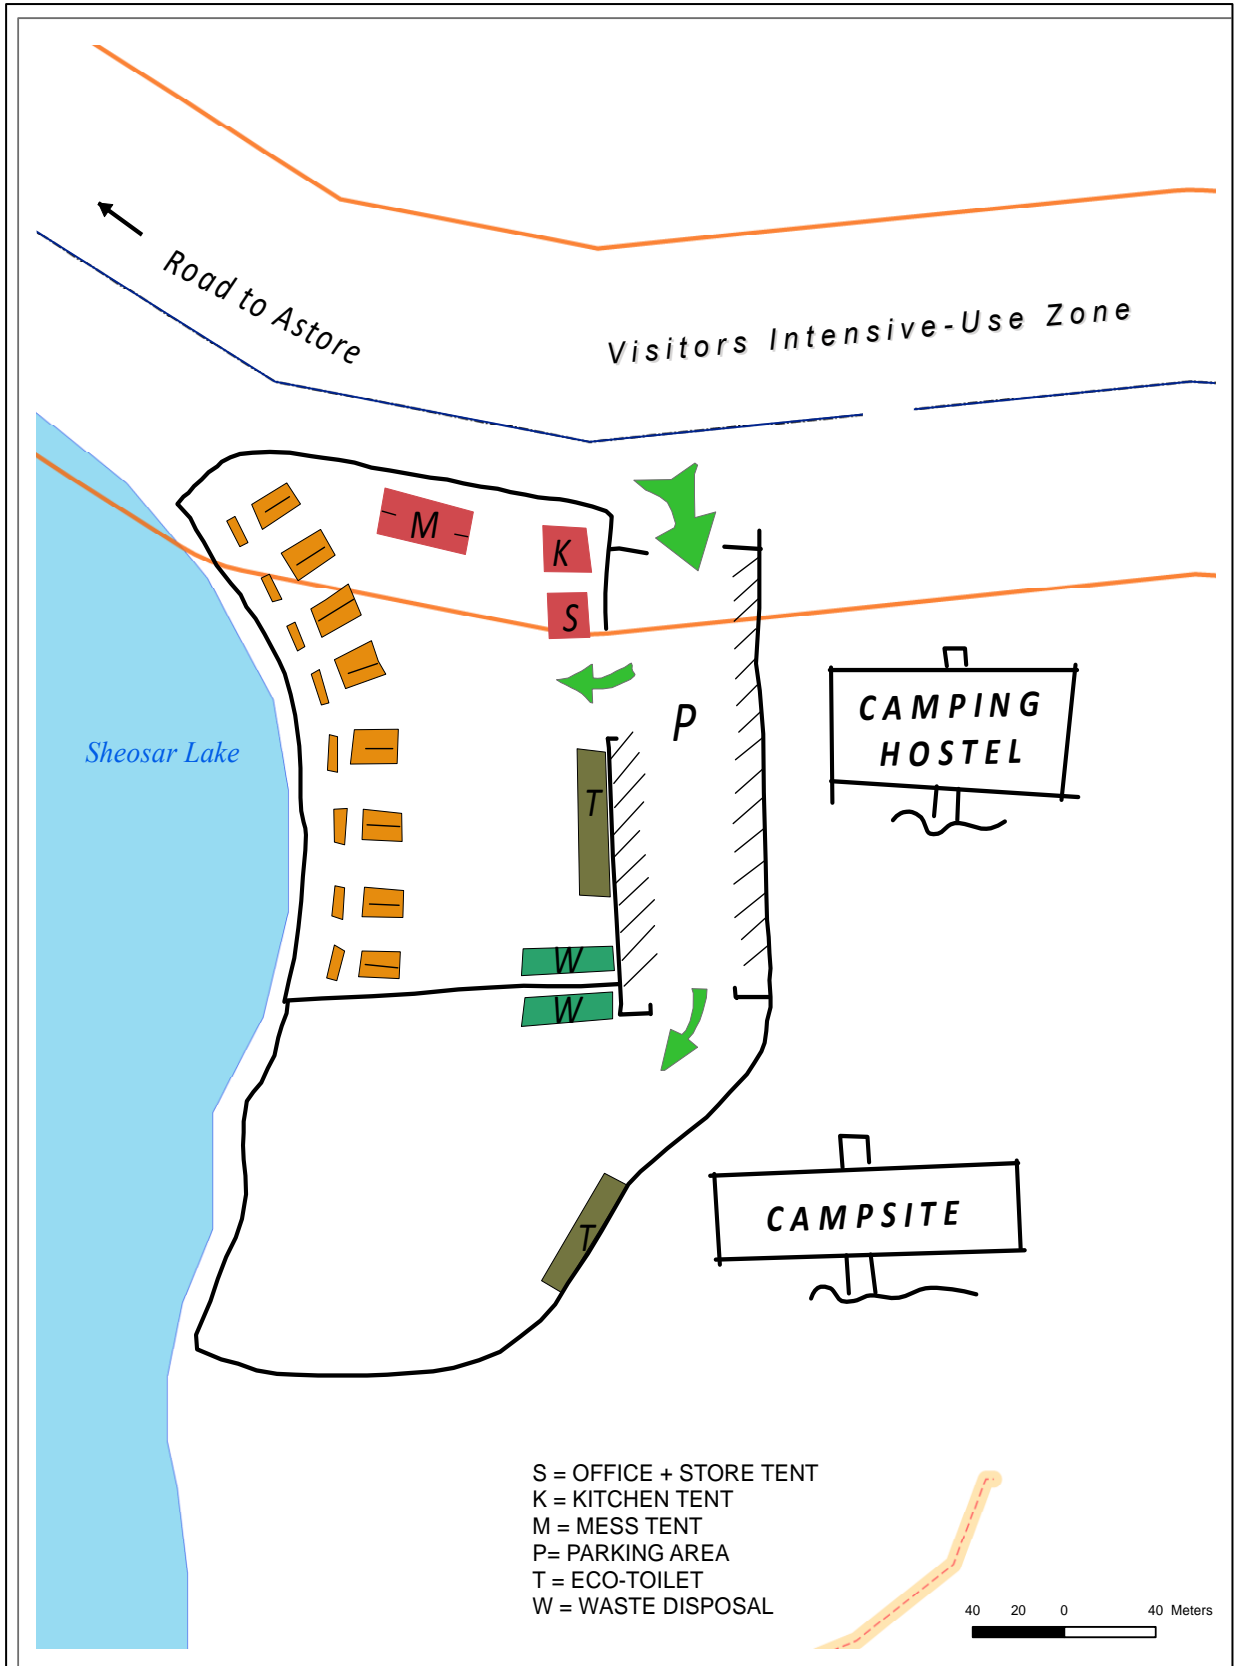 Road to Astore
Visitors Intensive-Use Zone
M
K
S
P
CAMPING
HOSTEL
Sheosar Lake
T
W
W
CAMPSITE
T
S = OFFICE + STORE TENT
K = KITCHEN TENT
M = MESS TENT
P= PARKING AREA
T = ECO-TOILET
W = WASTE DISPOSAL
40 20 0 40 Meters